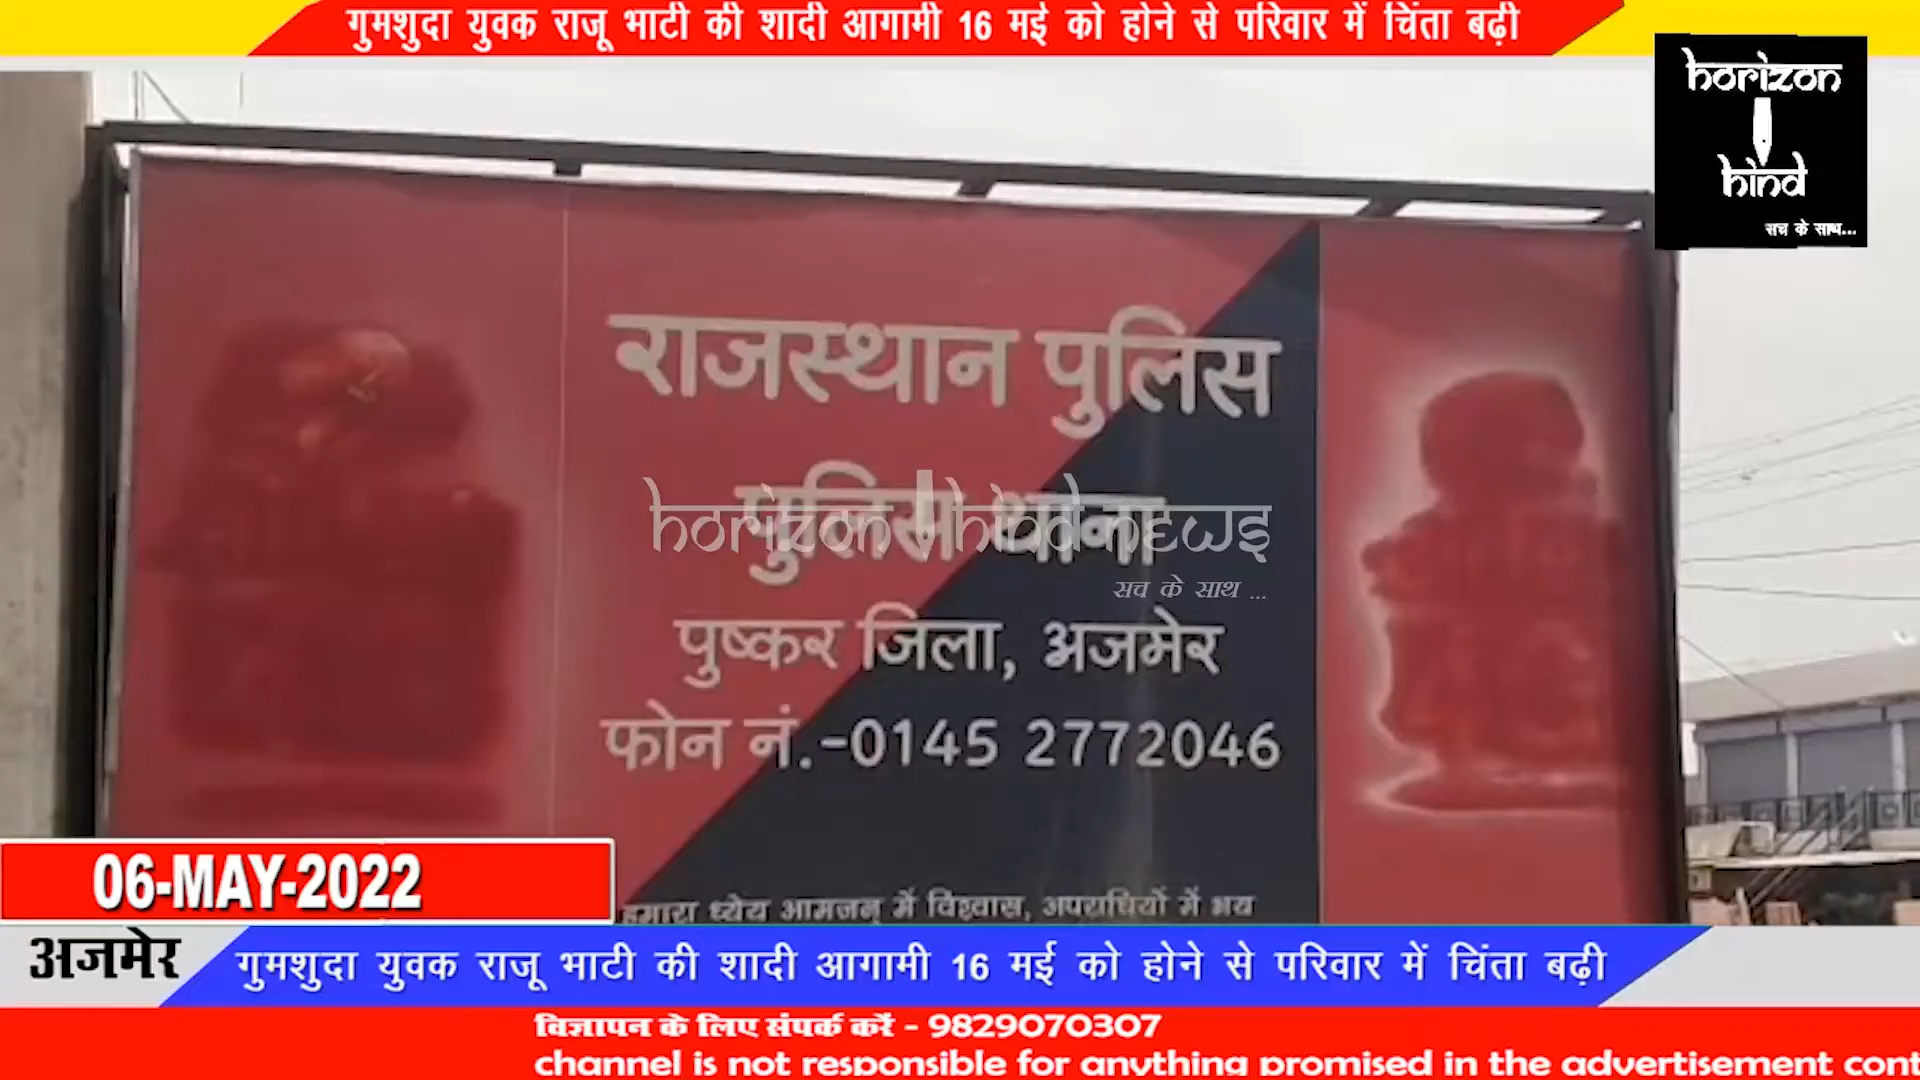 गुमशुदा युवक राजू भाटी की शादी आगामी 16 मई को होने से परिवार में चिंता बढ़ी
horizon
hind
सच के साथ...
राजस्थान पुलिस
पुलिस थाना
horizon hind news
सच के साथ ...
पुष्कर जिला, अजमेर
फोन नं.-0145 2772046
हमारा ध्येय आमजन में विश्वास, अपराधियों में भय
06-MAY-2022
अजमेर
गुमशुदा युवक राजू भाटी की शादी आगामी 16 मई को होने से परिवार में चिंता बढ़ी
विज्ञापन के लिए संपर्क करें - 9829070307
channel is not responsible for anything promised in the advertisement cont